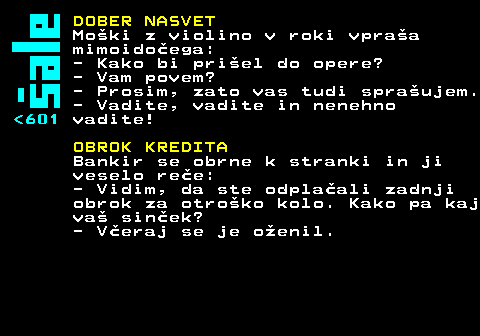 šale
<601
DOBER NASVET
Moški z violino v roki vpraša
mimoidočega:
- Kako bi prišel do opere?
- Vam povem?
- Prosim, zato vas tudi sprašujem.
- Vadite, vadite in nenehno
vadite!
OBROK KREDITA
Bankir se obrne k stranki in ji
veselo reče:
- Vidim, da ste odplačali zadnji
obrok za otroško kolo. Kako pa kaj
vaš sinček?
- Včeraj se je oženil.